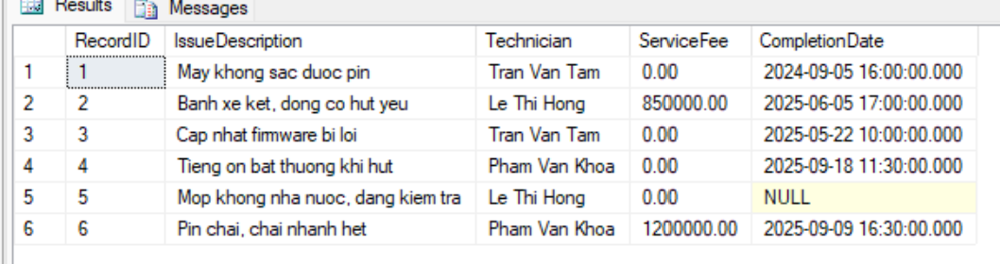 Results Messages
RecordID IssueDescription Technician ServiceFee CompletionDate
1 1 May khong sac duoc pin Tran Van Tam 0.00 2024-09-05 16:00:00.000
2 2 Banh xe ket, dong co hut yeu Le Thi Hong 850000.00 2025-06-05 17:00:00.000
3 3 Cap nhat firmware bi loi Tran Van Tam 0.00 2025-05-22 10:00:00.000
4 4 Tieng on bat thuong khi hut Pham Van Khoa 0.00 2025-09-18 11:30:00.000
5 5 Mop khong nha nuoc, dang kiem tra Le Thi Hong 0.00 NULL
6 6 Pin chai, chai nhanh het Pham Van Khoa 1200000.00 2025-09-09 16:30:00.000